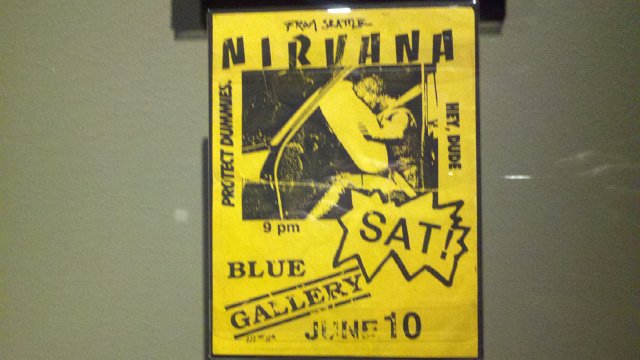 FROM SEATTLE
NIRVANA
PROTECT DUMMIES.
HEY, DUDE
9 pm
SAT!
BLUE
GALLERY
JUNE 10